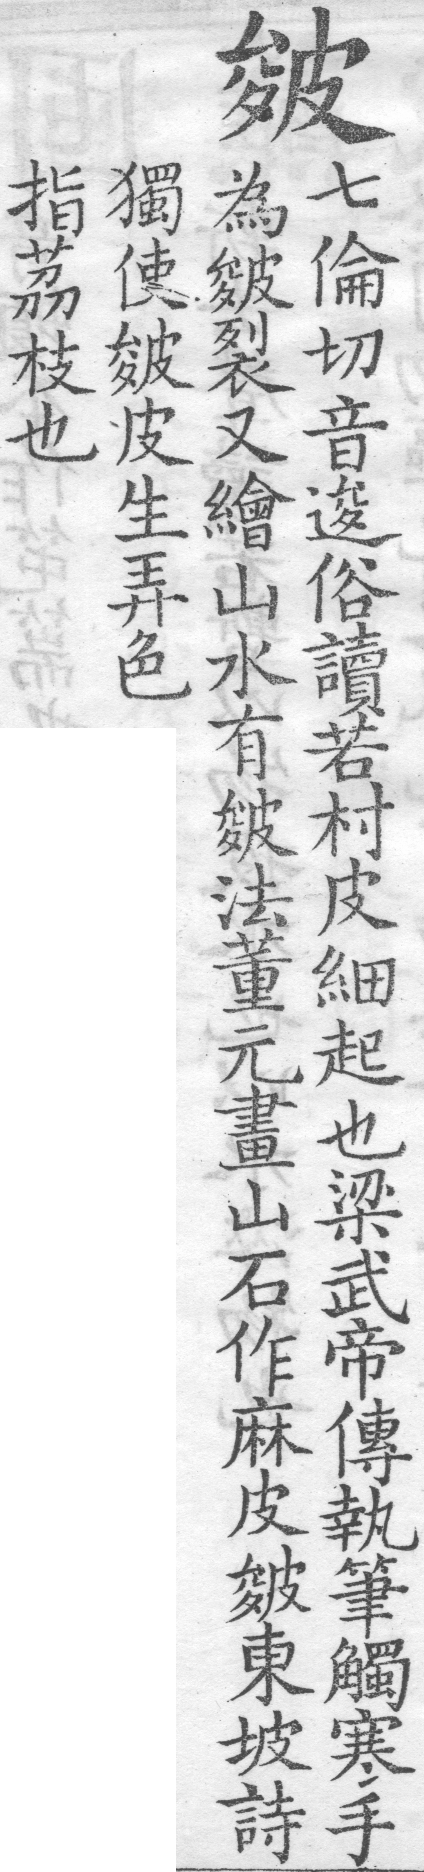 皴
七倫切音逡俗讀若村皮細起也梁武帝傳執筆觸寒手
為皴裂又繪山水有皴法董元畫山石作麻皮皴東坡詩
獨使皴皮生弄色
指荔枝也